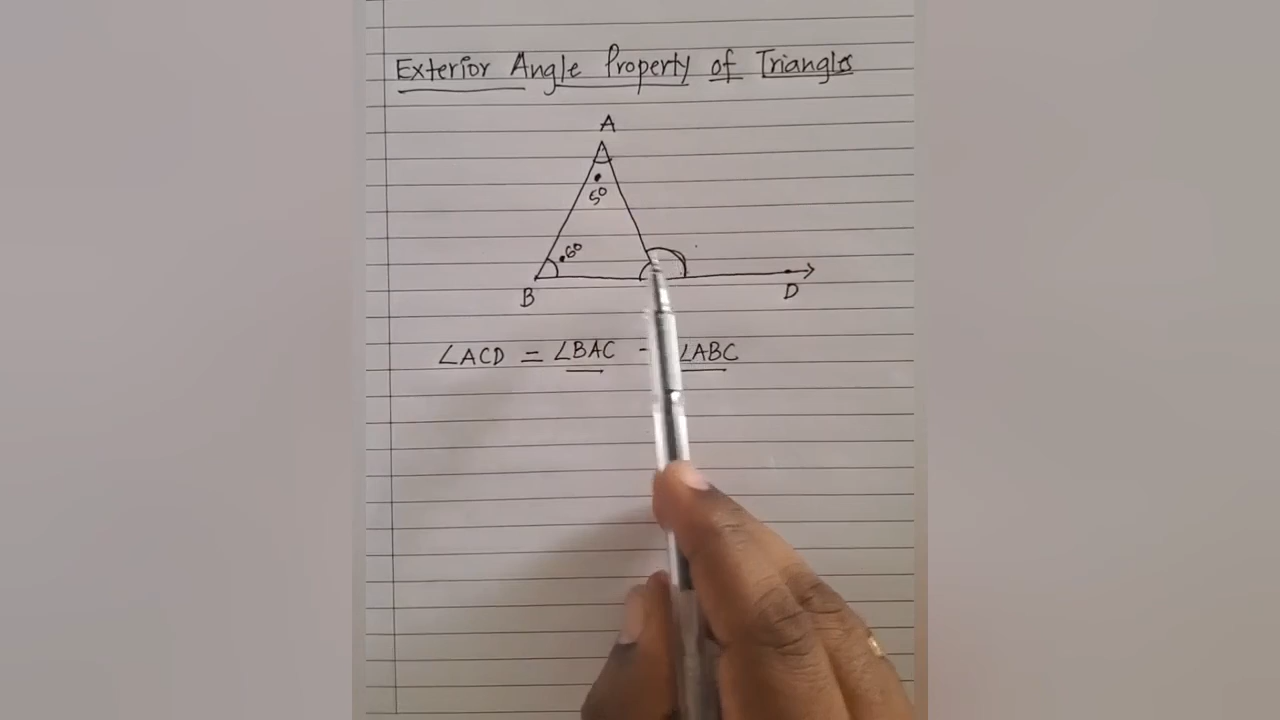 Exterior Angle Property of Triangles
A
50
60
B
D
∠ACD = ∠BAC ∠ABC